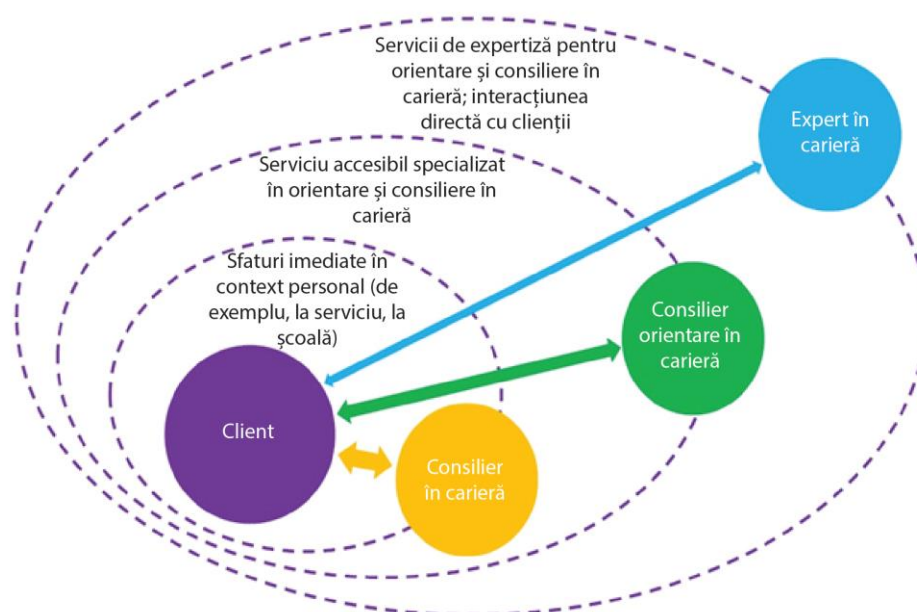 Servicii de expertiză pentru
orientare și consiliere în
carieră; interacțiunea
directă cu clienții
Expert în
carieră
Serviciu accesibil specializat
în orientare și consiliere în
carieră
Sfaturi imediate în
context personal (de
exemplu, la serviciu, la
școală)
Consilier
orientare în
carieră
Client
Consilier
în carieră